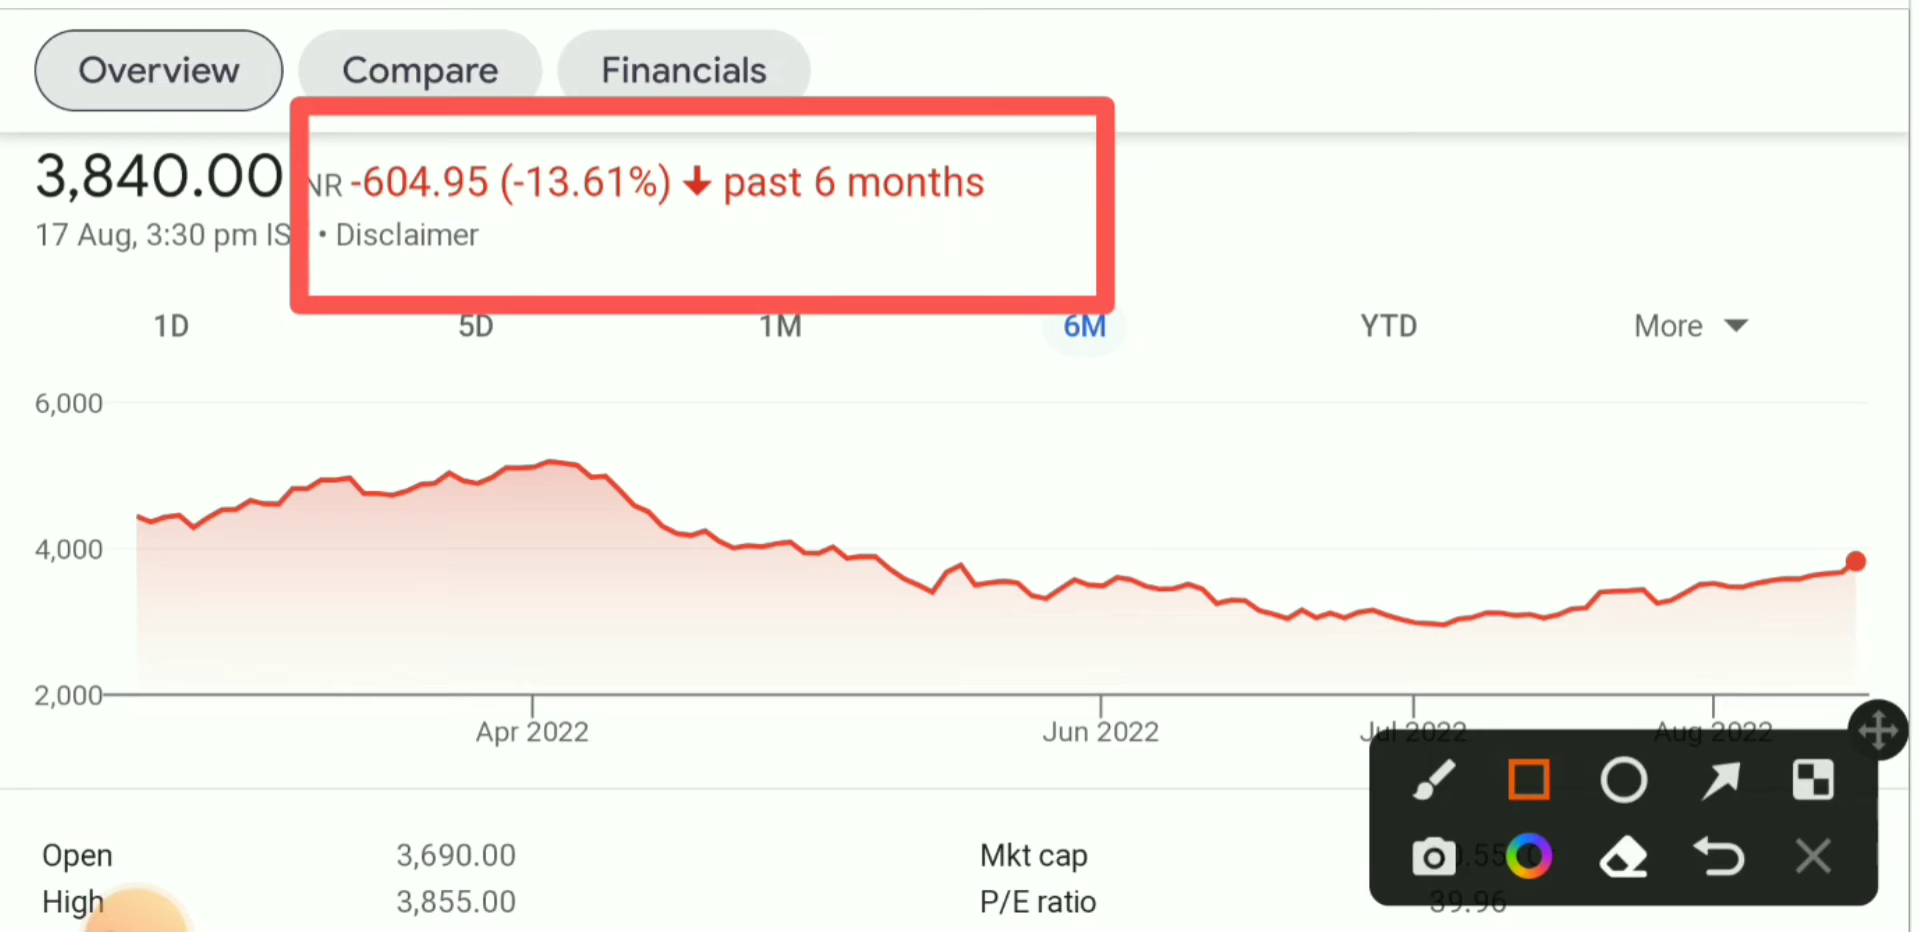 Overview Compare Financials
3,840.00 NR -604.95 (-13.61%) ↓ past 6 months
17 Aug, 3:30 pm IS • Disclaimer
1D 5D 1M 6M YTD More
6,000
4,000
2,000
Apr 2022 Jun 2022 Jul 2022 Aug 2022
Open 3,690.00 Mkt cap
High 3,855.00 P/E ratio 39.96